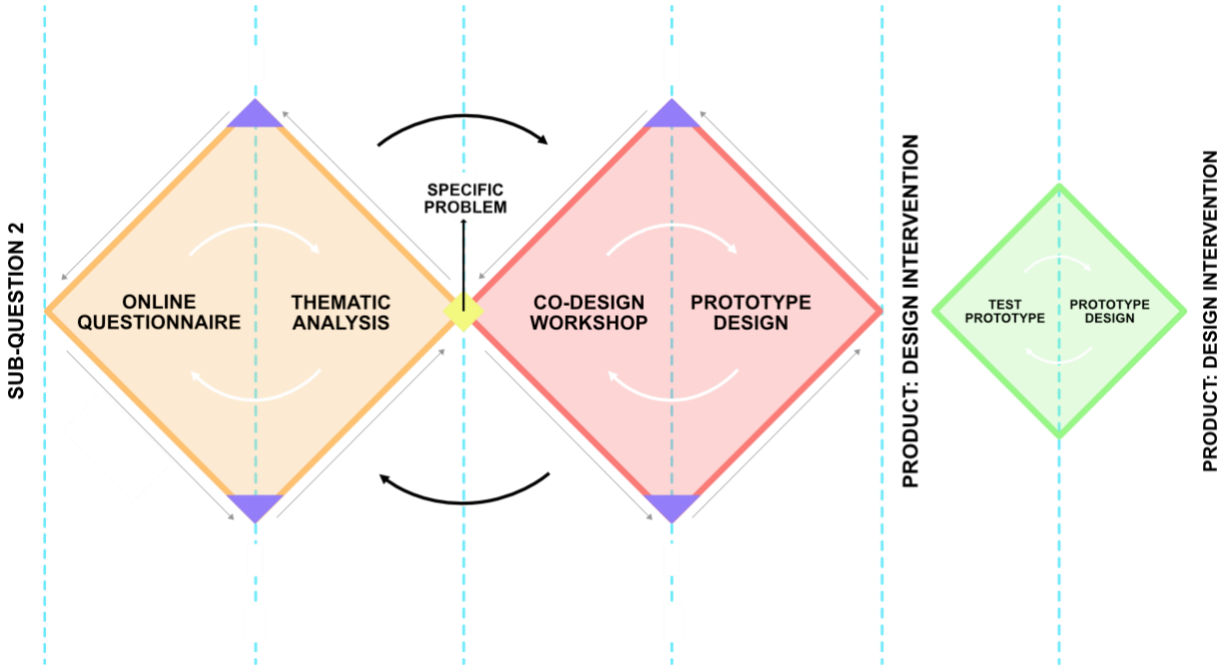 SUB-QUESTION 2
ONLINE
QUESTIONNAIRE
THEMATIC
ANALYSIS
SPECIFIC
PROBLEM
CO-DESIGN
WORKSHOP
PROTOTYPE
DESIGN
PRODUCT: DESIGN INTERVENTION
TEST
PROTOTYPE
PROTOTYPE
DESIGN
PRODUCT: DESIGN INTERVENTION